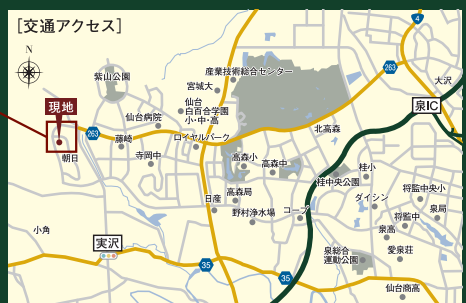 [交通アクセス]
N
4
産業技術総合センター
263
大沢
紫山公園
宮城大
現地
仙台
白百合学園
小・中・高
泉IC
仙台病院
263
藤崎
ロイヤルパーク
北高森
朝日
寺岡中
高森小
高森中
桂小
桂中央公園
将監中央小
日産
高森局
ダイシン
野村浄水場
コープ
将監中
泉局
小角
泉高
実沢
泉総合
運動公園
愛泉荘
35
35
仙台商高